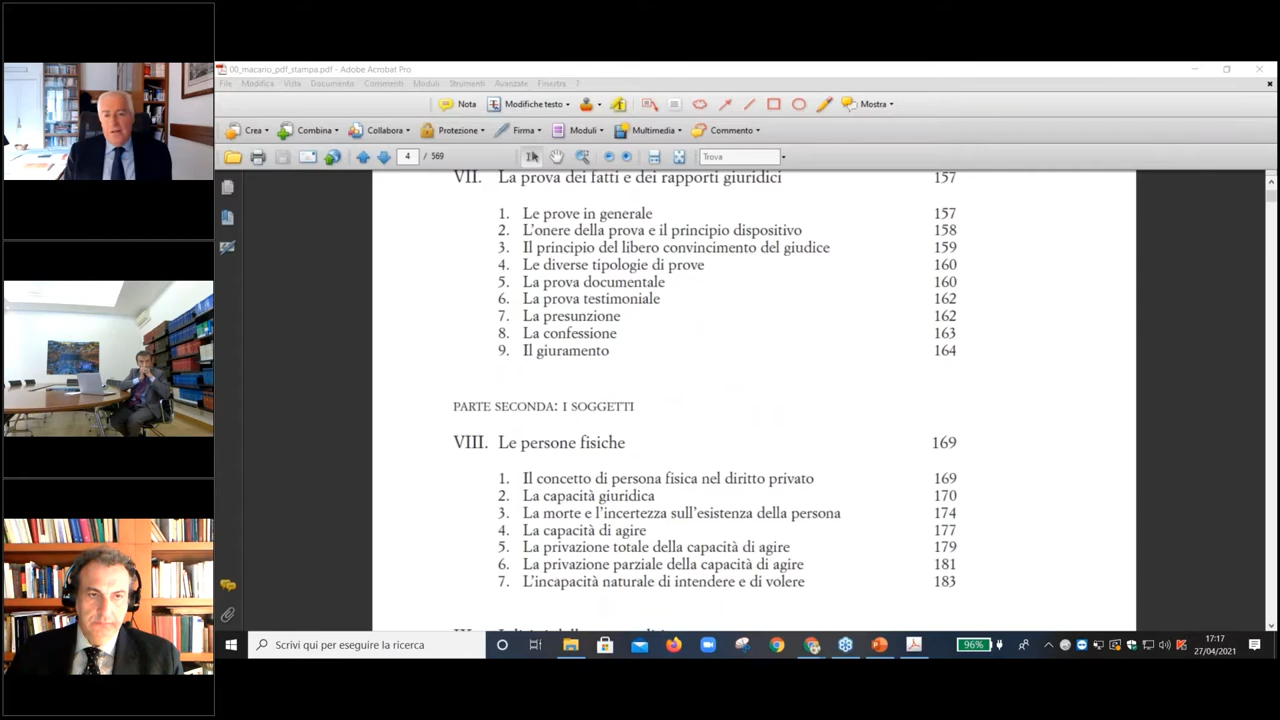 00_macario_pdf_stampa.pdf - Adobe Acrobat Pro
File Modifica Vista Documento Commenti Moduli Strumenti Avanzate Finestra ?
Nota Modifiche testo Mostra
Crea Combina Collabora Protezione Firma Moduli Multimedia Commento
4 / 569 Trova
VII. La prova dei fatti e dei rapporti giuridici 157
1. Le prove in generale 157
2. L'onere della prova e il principio dispositivo 158
3. Il principio del libero convincimento del giudice 159
4. Le diverse tipologie di prove 160
5. La prova documentale 160
6. La prova testimoniale 162
7. La presunzione 162
8. La confessione 163
9. Il giuramento 164
PARTE SECONDA: I SOGGETTI
VIII. Le persone fisiche 169
1. Il concetto di persona fisica nel diritto privato 169
2. La capacità giuridica 170
3. La morte e l'incertezza sull'esistenza della persona 174
4. La capacità di agire 177
5. La privazione totale della capacità di agire 179
6. La privazione parziale della capacità di agire 181
7. L'incapacità naturale di intendere e di volere 183
Scrivi qui per eseguire la ricerca 96% 17:17
27/04/2021